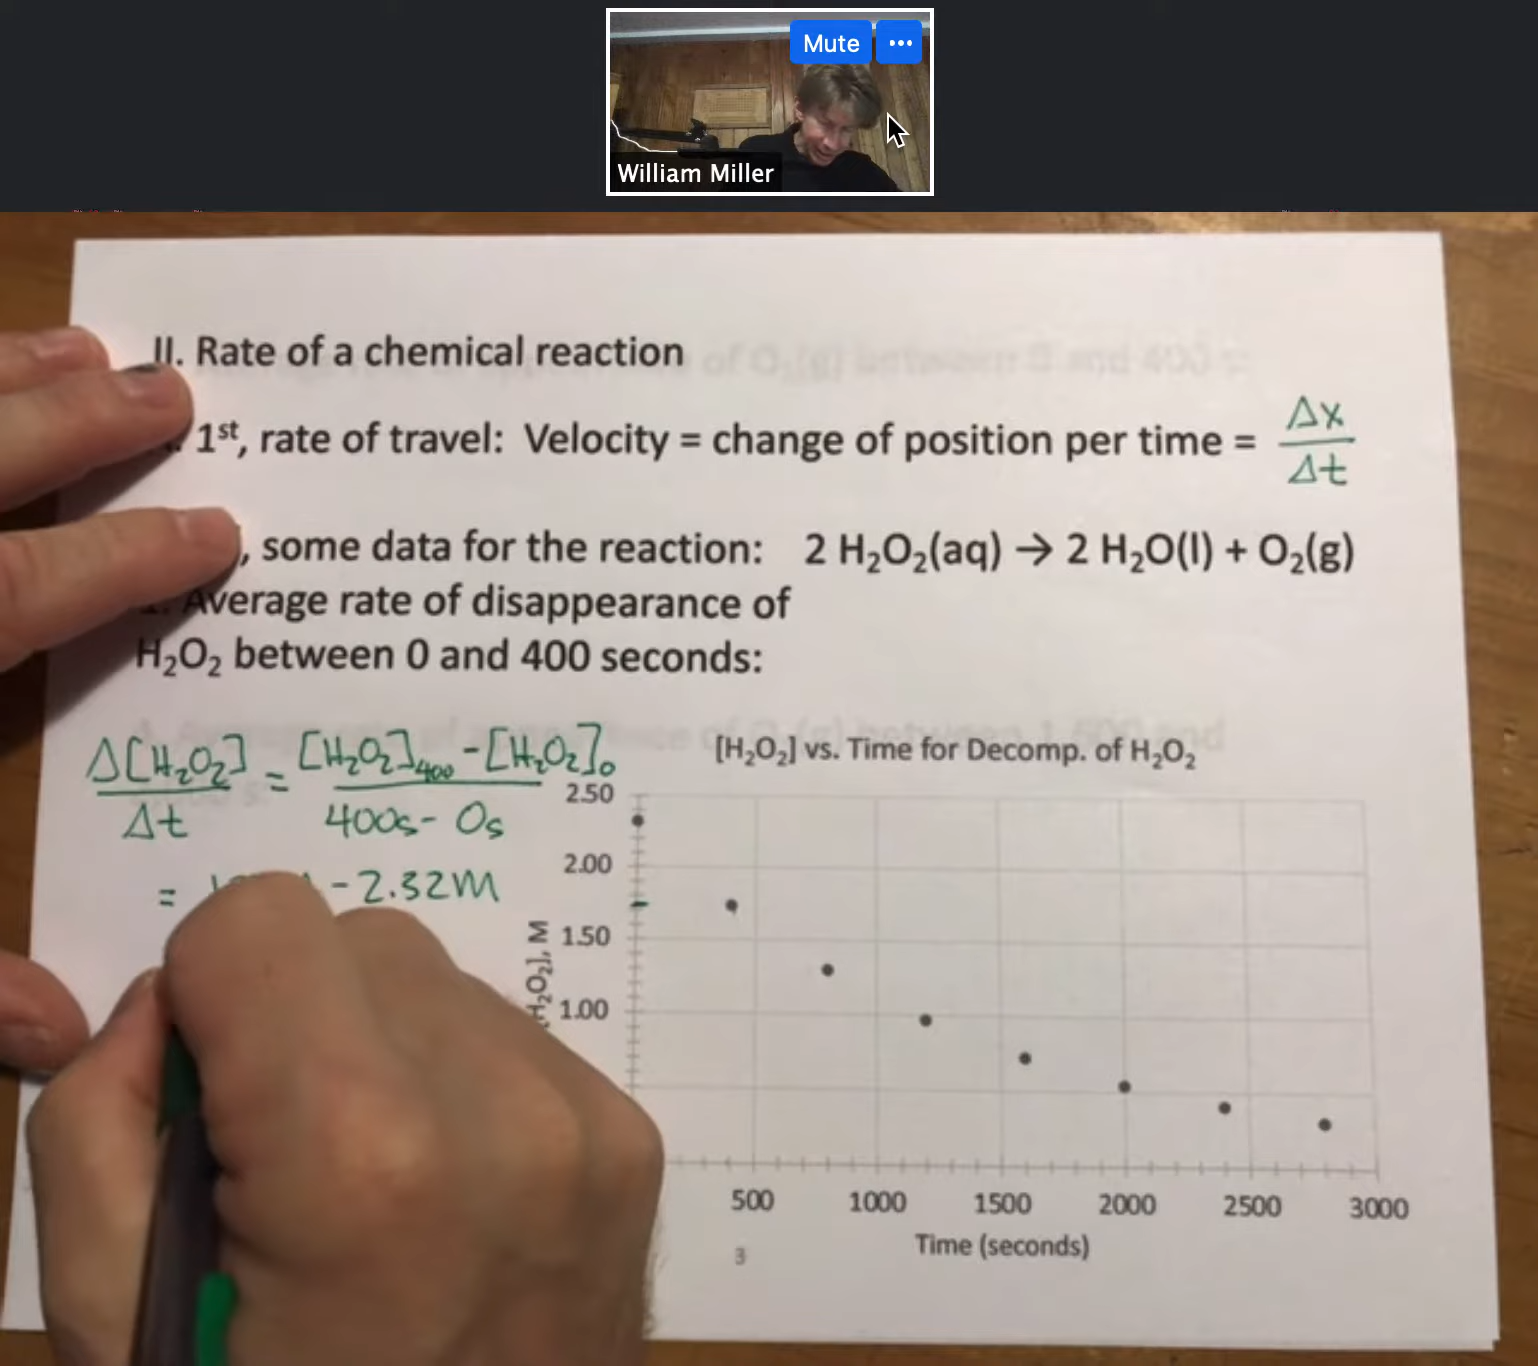 Mute ...
William Miller
II. Rate of a chemical reaction
1st, rate of travel: Velocity = change of position per time = Δx/Δt
, some data for the reaction: 2 H₂O₂(aq) → 2 H₂O(l) + O₂(g)
Average rate of disappearance of
H₂O₂ between 0 and 400 seconds:
Δ[H₂O₂]/Δt = [H₂O₂]₄₀₀ - [H₂O₂]₀ / 400s - 0s
= - 2.32M
[H₂O₂] vs. Time for Decomp. of H₂O₂
2.50
2.00
1.50
1.00
[H₂O₂], M
500 1000 1500 2000 2500 3000
Time (seconds)
3